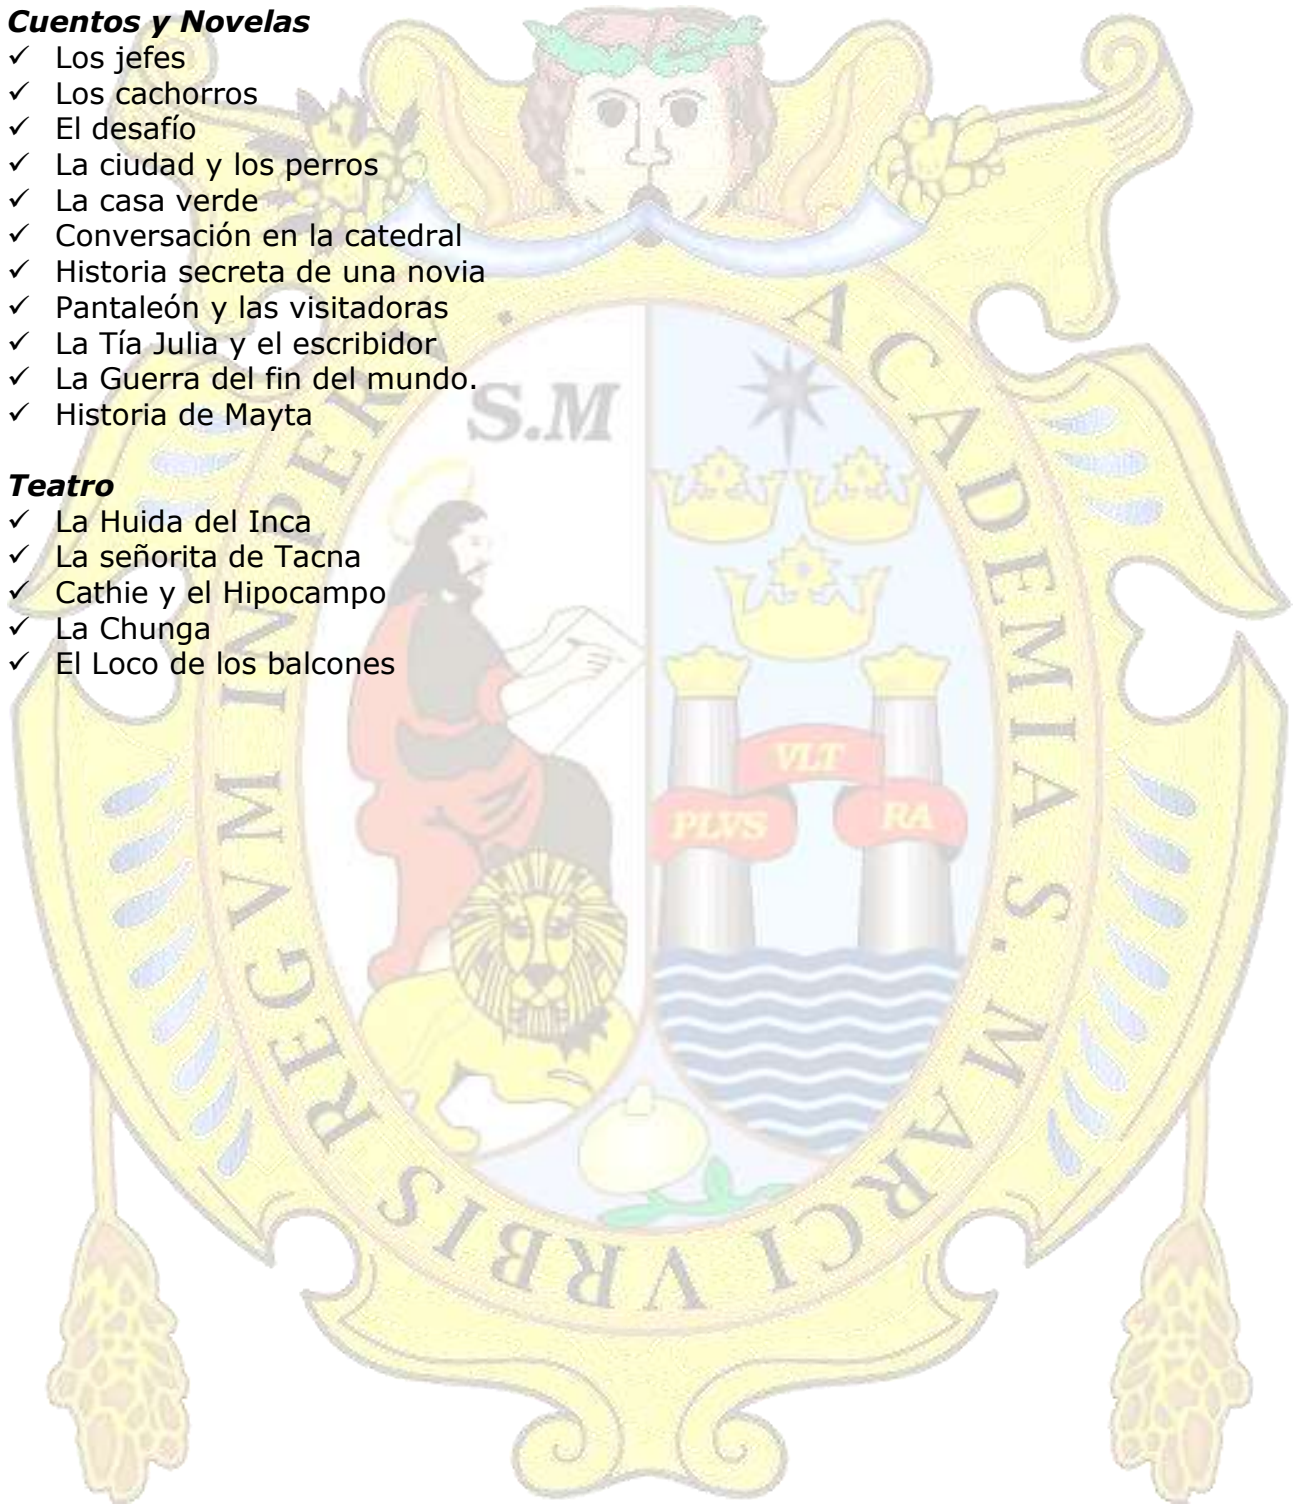 Cuentos y Novelas
✓ Los jefes
✓ Los cachorros
✓ El desafío
✓ La ciudad y los perros
✓ La casa verde
✓ Conversación en la catedral
✓ Historia secreta de una novia
✓ Pantaleón y las visitadoras
✓ La Tía Julia y el escribidor
✓ La Guerra del fin del mundo.
✓ Historia de Mayta
Teatro
✓ La Huida del Inca
✓ La señorita de Tacna
✓ Cathie y el Hipocampo
✓ La Chunga
✓ El Loco de los balcones
ACADEMIA S. MARCI VRBIS REGVM IN PERV .
S.M
PLVS VLT RA